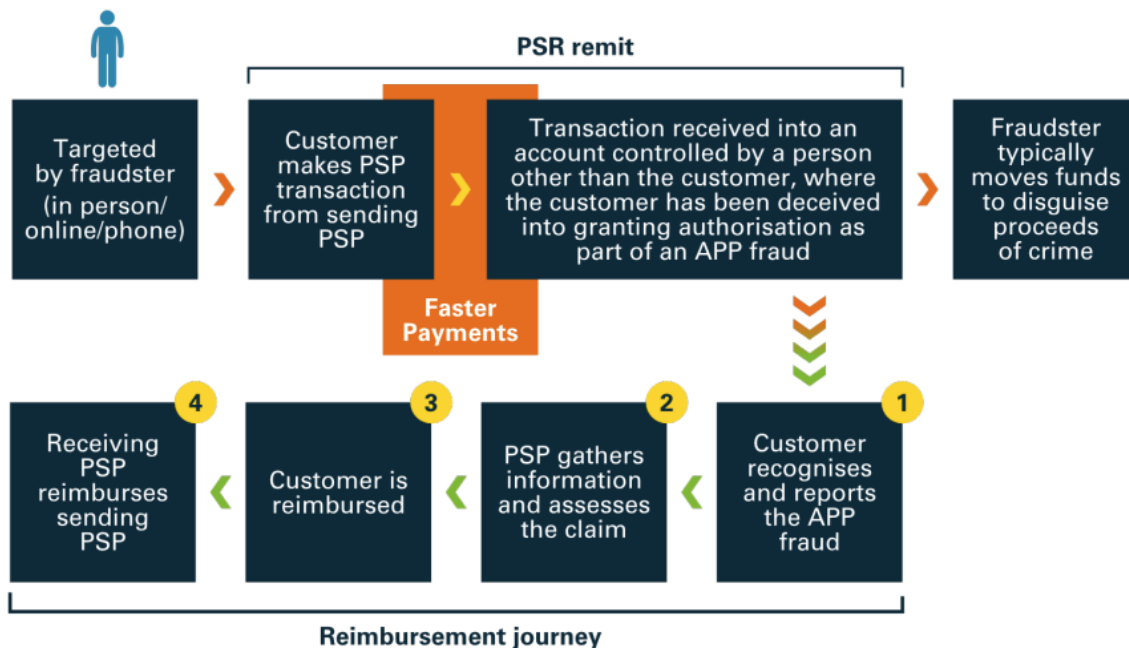 PSR remit
Targeted
by fraudster
(in person/
online/phone)
Customer
makes PSP
transaction
from sending
PSP
Transaction received into an
account controlled by a person
other than the customer, where
the customer has been deceived
into granting authorisation as
part of an APP fraud
Fraudster
typically
moves funds
to disguise
proceeds
of crime
Faster
Payments
4
Receiving
PSP
reimburses
sending
PSP
3
Customer is
reimbursed
2
PSP gathers
information
and assesses
the claim
1
Customer
recognises
and reports
the APP
fraud
Reimbursement journey